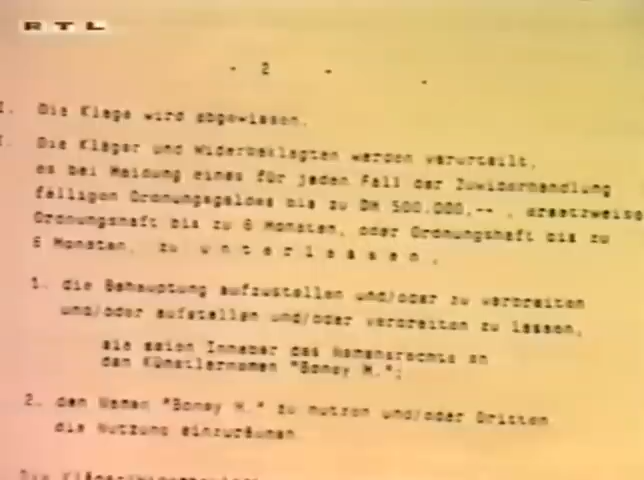 RTL
- 2 -
I. Die Klage wird abgewiesen.
I. Die Kläger und Widerbeklagten werden verurteilt,
es bei Meidung eines für jeden Fall der Zuwiderhandlung
fälligen Ordnungsgeldes bis zu DM 500.000,-- , ersatzweise
Ordnungshaft bis zu 6 Monaten, oder Ordnungshaft bis zu
6 Monaten, zu u n t e r l a s s e n ,
1. die Behauptung aufzustellen und/oder zu verbreiten
und/oder aufstellen und/oder verbreiten zu lassen,
sie seien Inhaber des Namensrechts an
dem Künstlernamen "Boney M.";
2. den Namen "Boney M." zu nutzen und/oder Dritten
die Nutzung einzuräumen.
Die